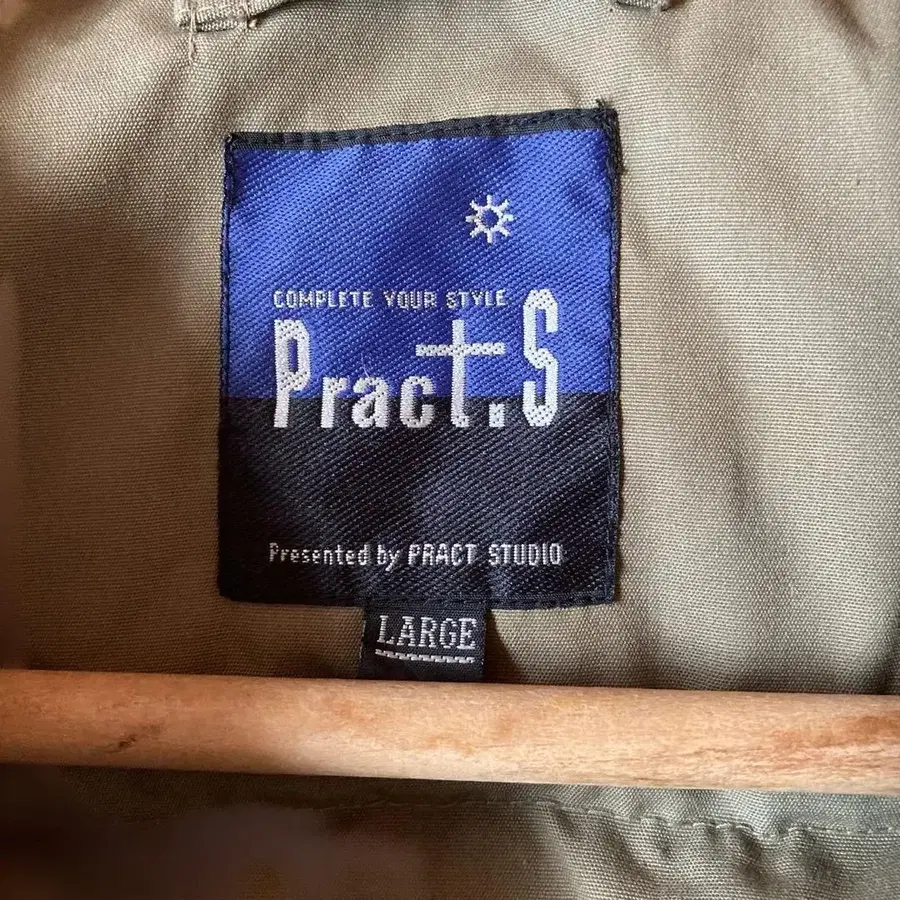 COMPLETE YOUR STYLE
Pract.S
Presented by PRACT STUDIO
LARGE